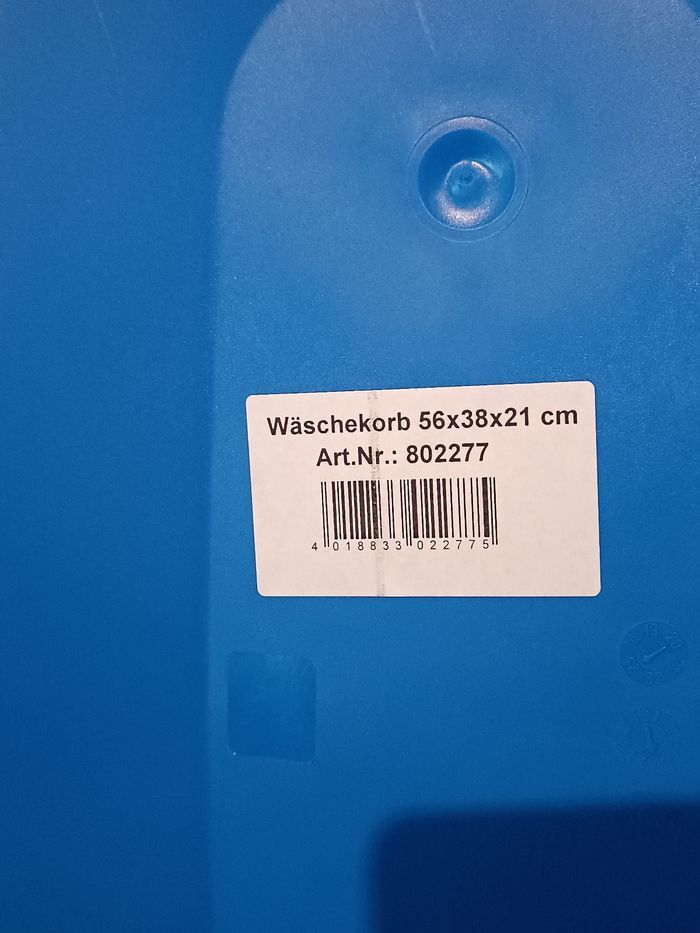 Wäschekorb 56x38x21 cm
Art.Nr.: 802277
4 018833 022775